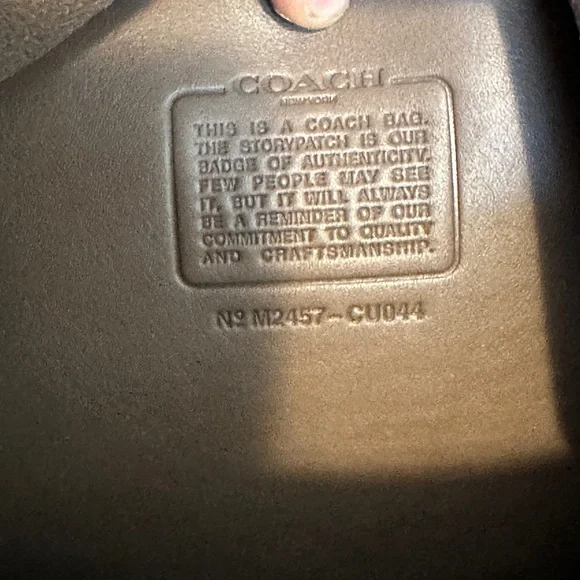 COACH
NEW YORK
THIS IS A COACH BAG.
THE STORYPATCH IS OUR
BADGE OF AUTHENTICITY.
FEW PEOPLE MAY SEE
IT, BUT IT WILL ALWAYS
BE A REMINDER OF OUR
COMMITMENT TO QUALITY
AND CRAFTSMANSHIP.
Nº M2457-CU044